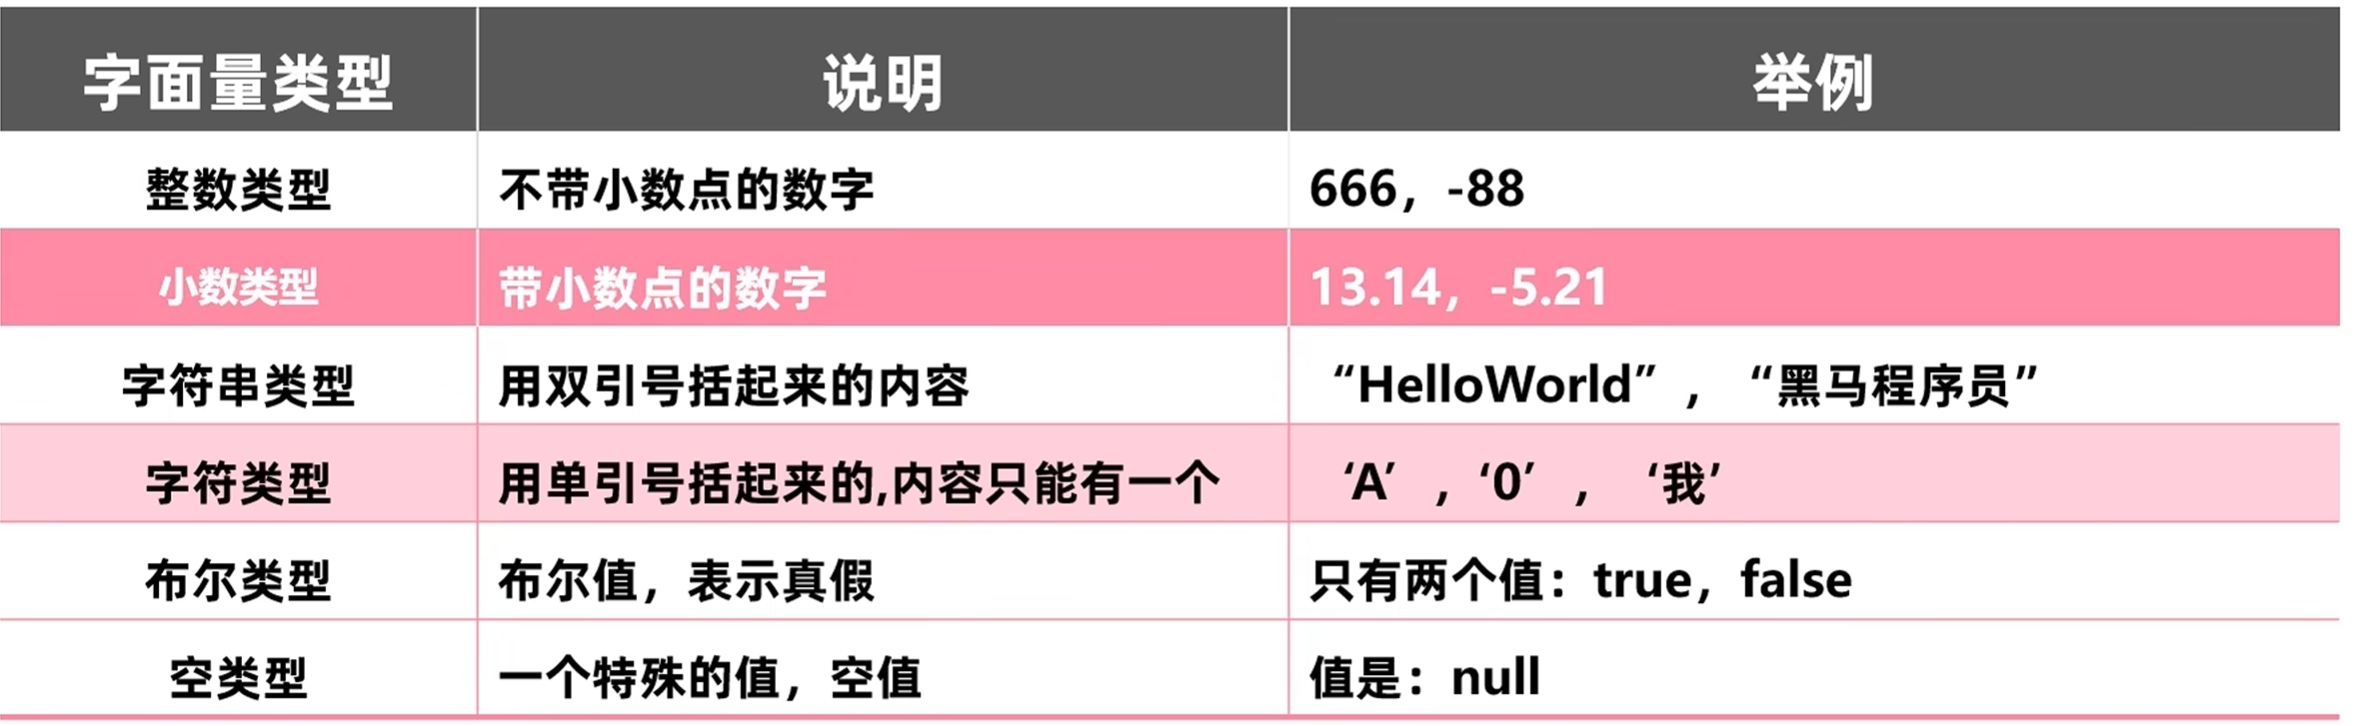 字面量类型 说明 举例
整数类型 不带小数点的数字 666，-88
小数类型 带小数点的数字 13.14，-5.21
字符串类型 用双引号括起来的内容 “HelloWorld”，“黑马程序员”
字符类型 用单引号括起来的,内容只能有一个 ‘A’，‘0’，‘我’
布尔类型 布尔值，表示真假 只有两个值：true，false
空类型 一个特殊的值，空值 值是：null